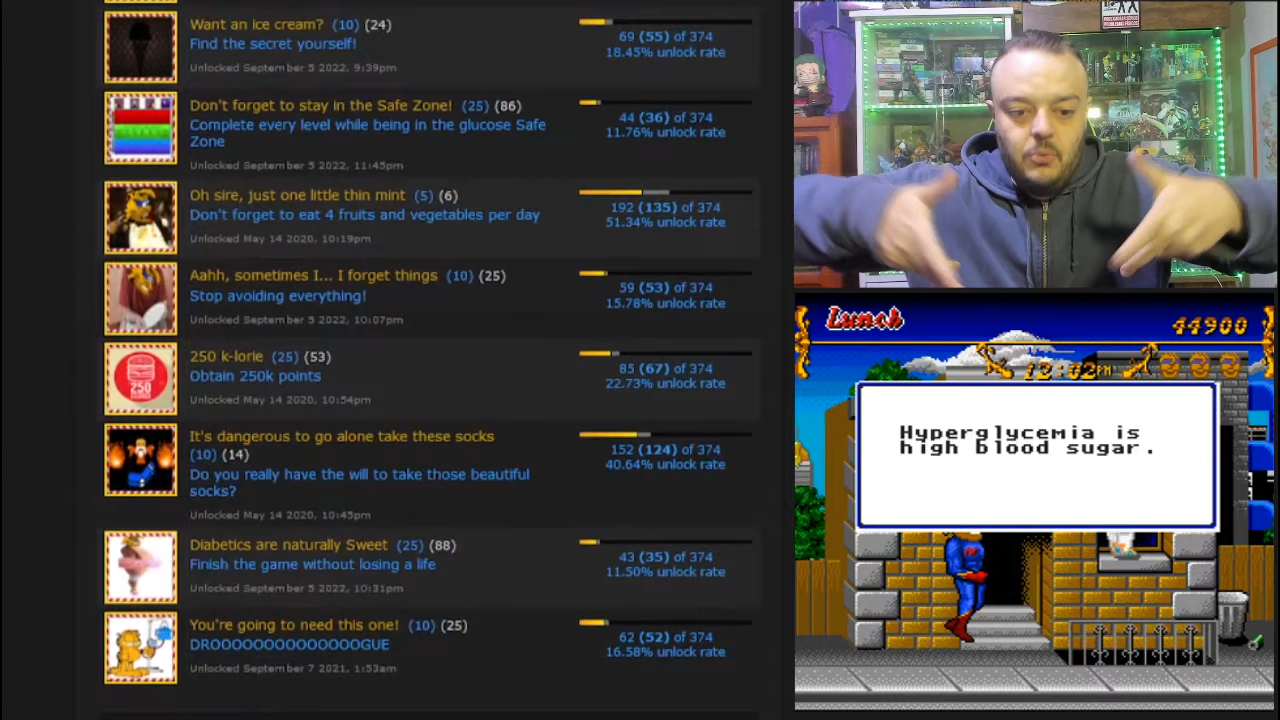 Want an ice cream? (10) (24)
Find the secret yourself!
Unlocked September 5 2022, 9:39pm
69 (55) of 374
18.45% unlock rate
Don't forget to stay in the Safe Zone! (25) (86)
Complete every level while being in the glucose Safe
Zone
Unlocked September 5 2022, 11:45pm
44 (36) of 374
11.76% unlock rate
Oh sire, just one little thin mint (5) (6)
Don't forget to eat 4 fruits and vegetables per day
Unlocked May 14 2020, 10:19pm
192 (135) of 374
51.34% unlock rate
Aahh, sometimes I... I forget things (10) (25)
Stop avoiding everything!
Unlocked September 5 2022, 10:07pm
59 (53) of 374
15.78% unlock rate
250 k-lorie (25) (53)
Obtain 250k points
Unlocked May 14 2020, 10:54pm
85 (67) of 374
22.73% unlock rate
250
It's dangerous to go alone take these socks
(10) (14)
Do you really have the will to take those beautiful
socks?
Unlocked May 14 2020, 10:45pm
152 (124) of 374
40.64% unlock rate
Diabetics are naturally Sweet (25) (88)
Finish the game without losing a life
Unlocked September 5 2022, 10:31pm
43 (35) of 374
11.50% unlock rate
You're going to need this one! (10) (25)
DROOOOOOOOOOOOOOGUE
Unlocked September 7 2021, 1:53am
62 (52) of 374
16.58% unlock rate
Lunch
44900
12:02PM
Hyperglycemia is
high blood sugar.